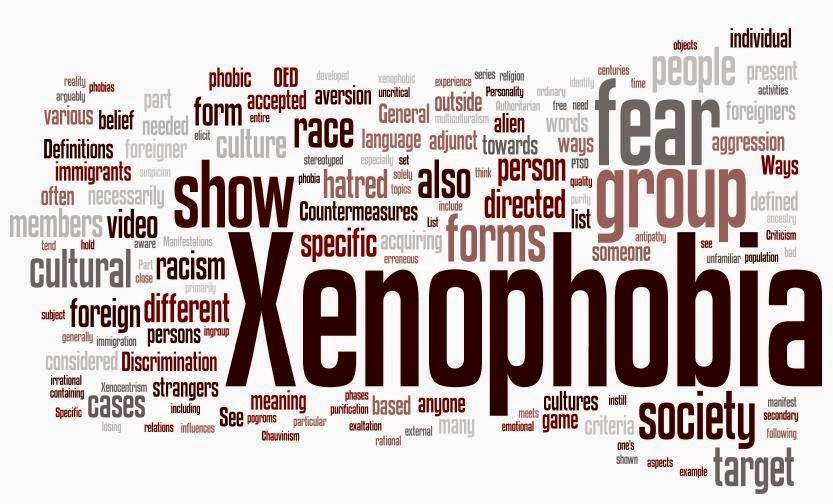 individual
objects
centuries time people present
reality phobias phobic OED developed xenophobic experience series religion identity activities
arguably part accepted aversion uncritical Personality ordinary
various belief needed form entire General outside Authoritarian free need fear foreigners
elicit culture race multiculturalism alien words
Definitions foreigner language adjunct towards ways aggression
stereotyped especially set think PTSD
immigrants suspicion phobia hatred solely also person quality group Ways
often necessarily show topics include directed purity defined
Countermeasures List list ancestry
members video specific acquiring forms someone antipathy see Criticism
tend hold aware Manifestations erroneous unfamiliar population bad
cultural Part close racism
primarily
foreign different Xenophobia
subject persons ingroup
generally immigration
considered Discrimination
irrational containing Xenocentrism strangers
Specific cases including meaning phases based anyone meets cultures instill society manifest
losing relations influences See pogroms purification many emotional game criteria secondary
particular exaltation external following
Chauvinism rational one's
shown aspects target
example